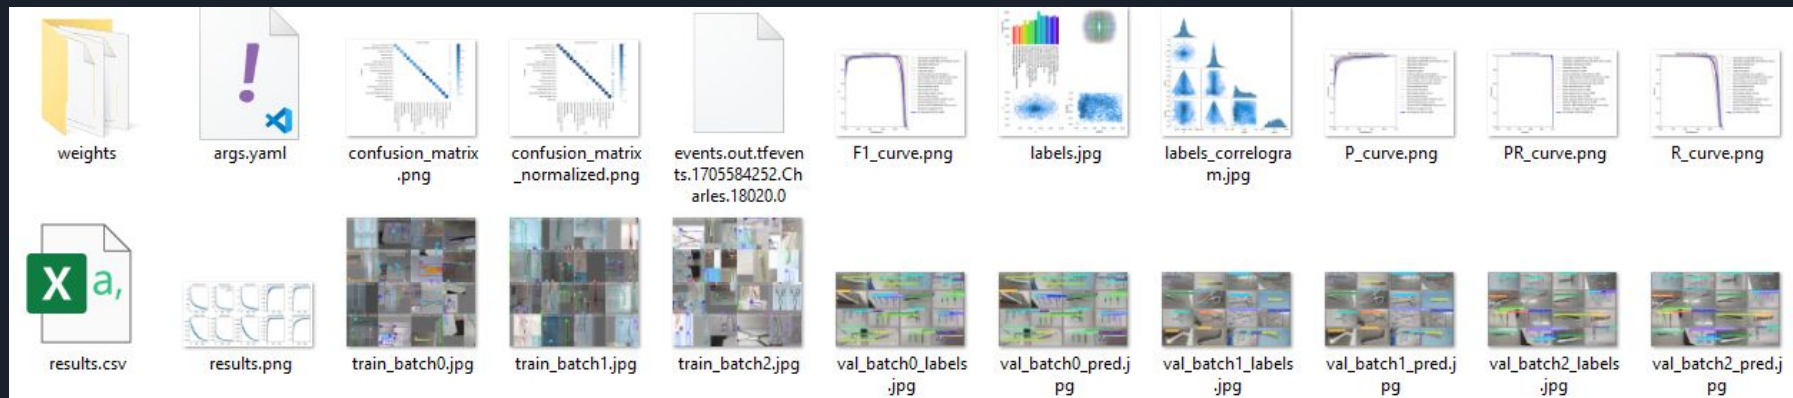 weights
args.yaml
confusion_matrix
.png
confusion_matrix
_normalized.png
events.out.tfeven
ts.1705584252.Ch
arles.18020.0
F1_curve.png
labels.jpg
labels_correlogra
m.jpg
P_curve.png
PR_curve.png
R_curve.png
X a,
results.csv
results.png
train_batch0.jpg
train_batch1.jpg
train_batch2.jpg
val_batch0_labels
.jpg
val_batch0_pred.j
pg
val_batch1_labels
.jpg
val_batch1_pred.j
pg
val_batch2_labels
.jpg
val_batch2_pred.j
pg